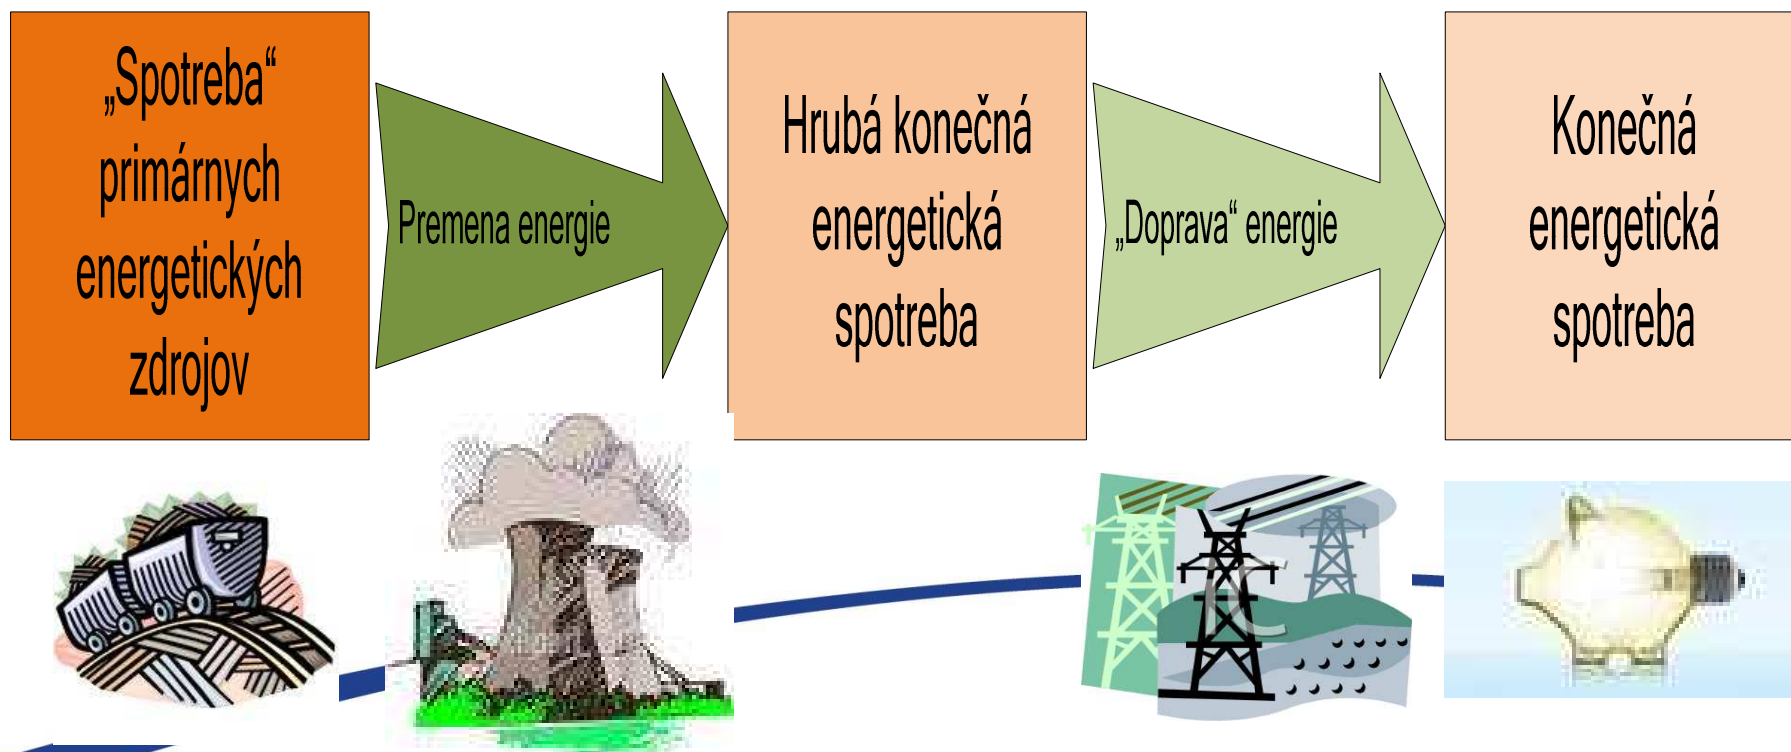 „Spotreba“
primárnych
energetických
zdrojov
Premena energie
Hrubá konečná
energetická
spotreba
„Doprava“ energie
Konečná
energetická
spotreba